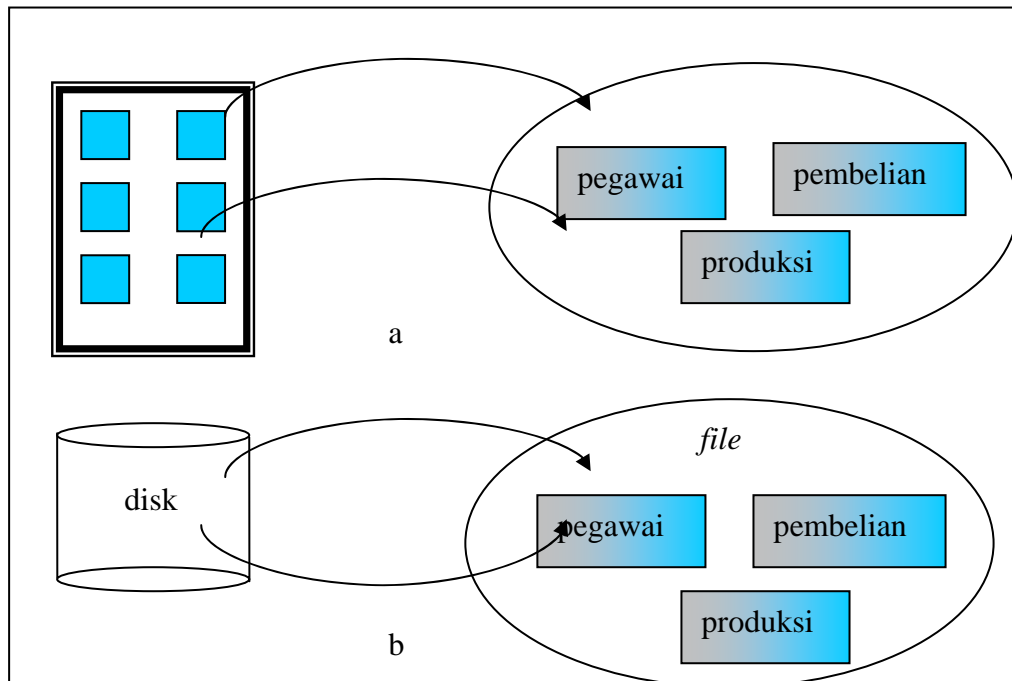 pegawai
pembelian
produksi
a
file
disk
pegawai
pembelian
produksi
b